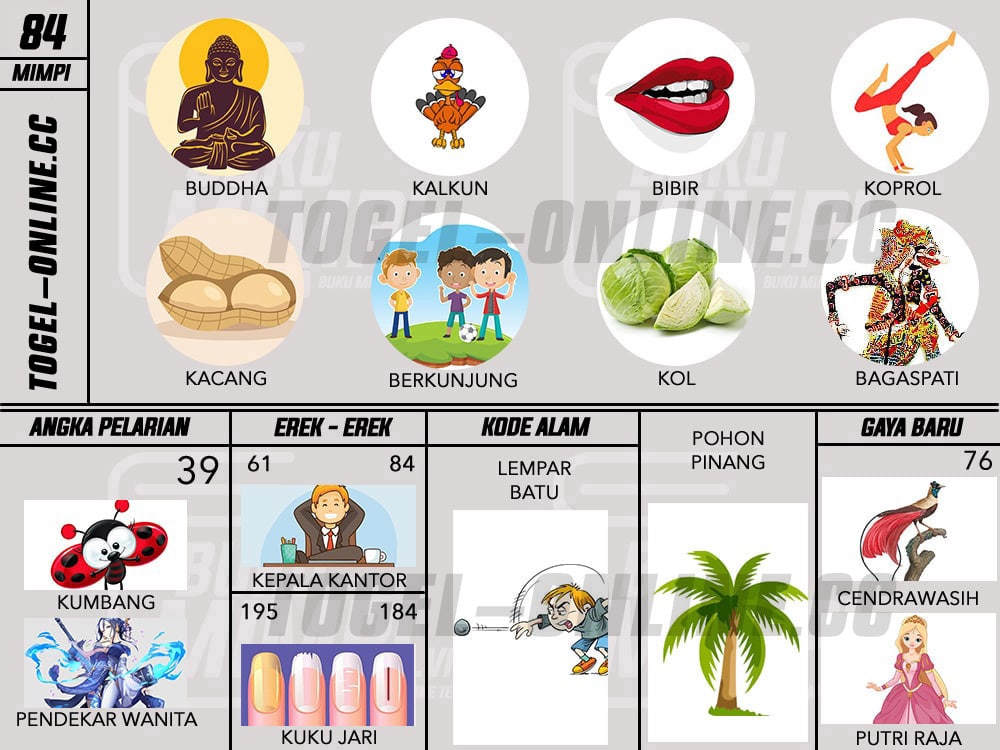 84
MIMPI
TOGEL-ONLINE.CC
BUDDHA
KALKUN
BIBIR
KOPROL
TOGEL-ONLINE.CC
KACANG
BERKUNJUNG
KOL
BAGASPATI
ANGKA PELARIAN
39
KUMBANG
PENDEKAR WANITA
EREK - EREK
61 84
KEPALA KANTOR
195 184
KUKU JARI
KODE ALAM
LEMPAR
BATU
POHON
PINANG
GAYA BARU
76
CENDRAWASIH
PUTRI RAJA
TOGEL-ONLINE.CC